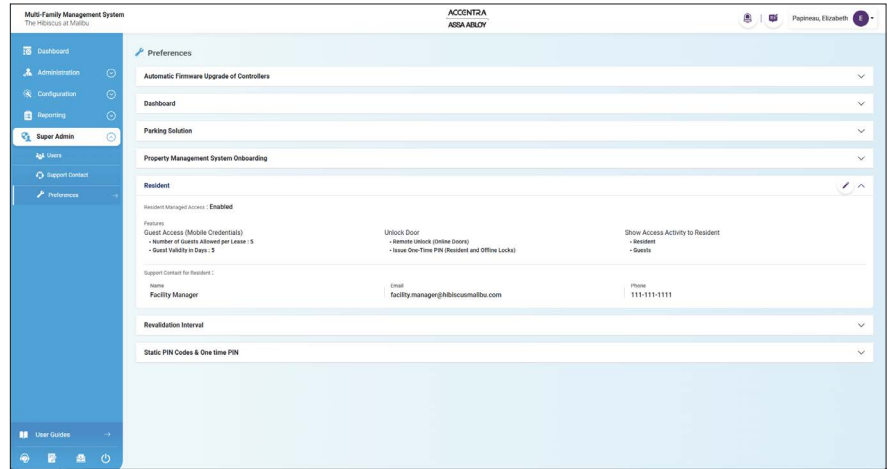 Multi-Family Management System
The Hibiscus at Malibu
ACCENTRA
ASSA ABLOY
Papineau, Elizabeth E
Dashboard
Administration
Configuration
Reporting
Super Admin
Users
Support Contact
Preferences
User Guides
Preferences
Automatic Firmware Upgrade of Controllers
Dashboard
Parking Solution
Property Management System Onboarding
Resident
Resident Managed Access : Enabled
Features
Guest Access (Mobile Credentials)
• Number of Guests Allowed per Lease : 5
• Guest Validity in Days : 5
Unlock Door
• Remote Unlock (Online Doors)
• Issue One-Time PIN (Resident and Offline Locks)
Show Access Activity to Resident
• Resident
• Guests
Support Contact for Resident :
Name
Facility Manager
Email
facility.manager@hibiscusmalibu.com
Phone
111-111-1111
Revalidation Interval
Static PIN Codes & One time PIN